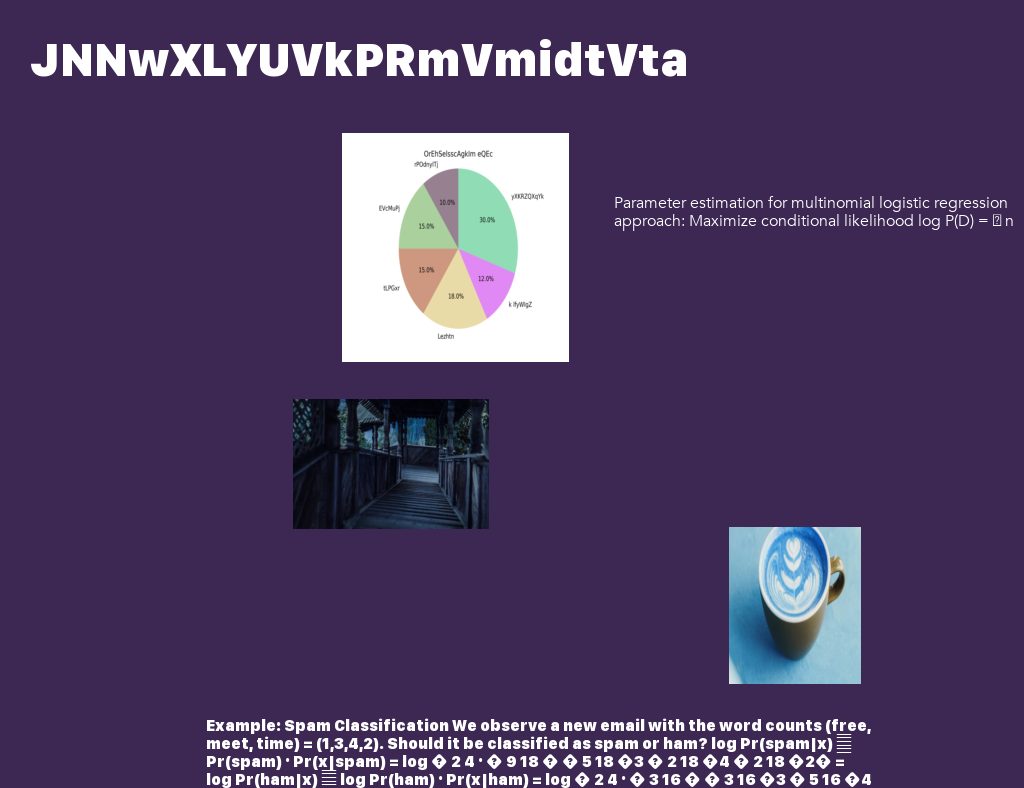 JNNwXLYUVkPRmVmidtVta
OrEhSelsscAgkIm eQEc
rPOdnylTj
10.0%
yXKRZQXqYk
30.0%
EVcMuPj
15.0%
15.0%
12.0%
tLPGxr
18.0%
k IfyWlgZ
Lezhtn
Parameter estimation for multinomial logistic regression
approach: Maximize conditional likelihood log P(D) = n
Example: Spam Classification We observe a new email with the word counts (free,
meet, time) = (1,3,4,2). Should it be classified as spam or ham? log Pr(spam|x)
Pr(spam) · Pr(x|spam) = log � 2 4 · � 9 18 � � 5 18 �3 � 2 18 �4 � 2 18 �2� =
log Pr(ham|x) log Pr(ham) · Pr(x|ham) = log � 2 4 · � 3 16 � � 3 16 �3 � 5 16 �4